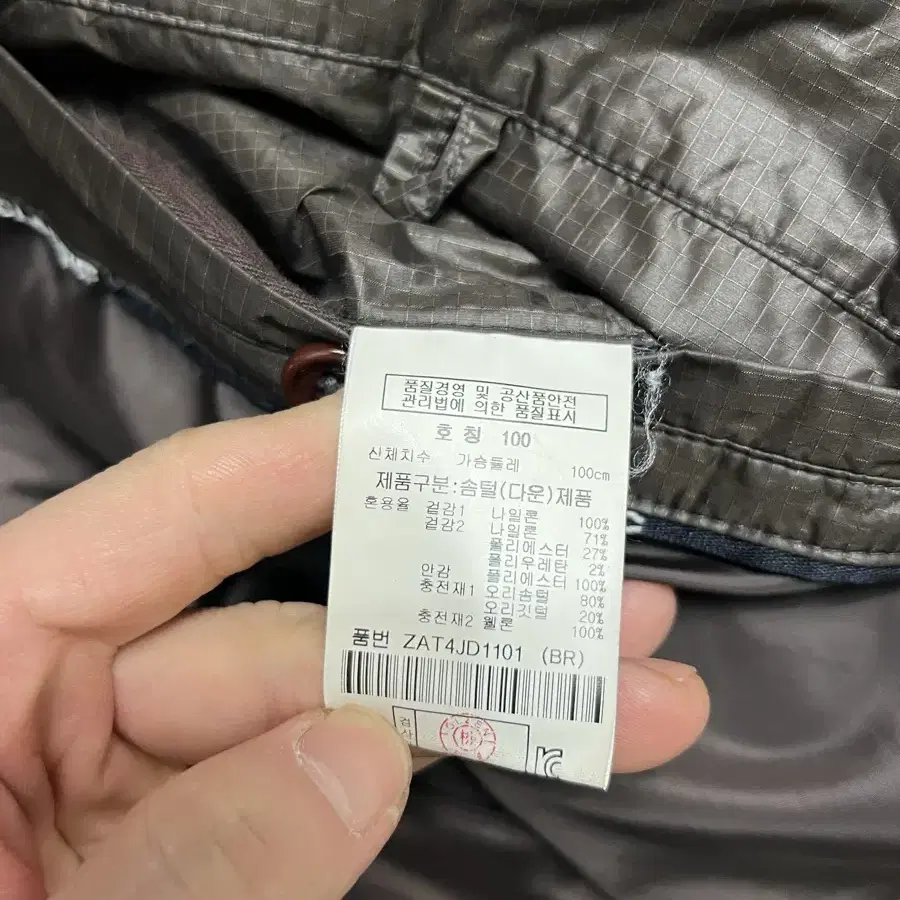 품질경영 및 공산품안전
관리법에 의한 품질표시
호 칭 100
신체치수 가슴둘레 100cm
제품구분:솜털(다운)제품
혼용율 겉감1 나일론 100%
겉감2 나일론 71%
폴리에스터 27%
폴리우레탄 2%
안감 폴리에스터 100%
충전재1 오리솜털 80%
오리깃털 20%
충전재2 웰론 100%
품번 ZAT4JD1101 (BR)
검
OLZEN